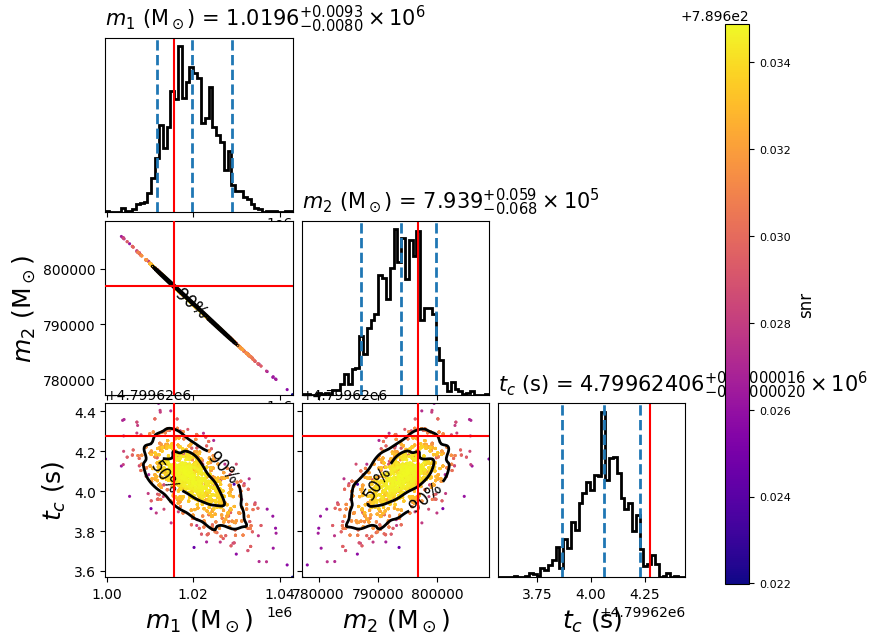 m₁ (M⊙) = 1.0196⁺⁰·⁰⁰⁹³₋₀.₀₀₈₀ × 10⁶
+7.896e2
0.034
0.032
0.030
0.028
0.026
0.024
0.022
snr
m₂ (M⊙) = 7.939⁺⁰·⁰⁵⁹₋₀.₀₆₈ × 10⁵
m₂ (M⊙)
800000
790000
780000
90%
t_c (s) = 4.79962406 × 10⁶
+4.79962e6
+4.79962e6
t_c (s)
4.4
4.2
4.0
3.8
3.6
50%
90%
50%
90%
1.00 1.02 1.04
1e6
780000 790000 800000
3.75 4.00 4.25
+4.79962e6
m₁ (M⊙)
m₂ (M⊙)
t_c (s)